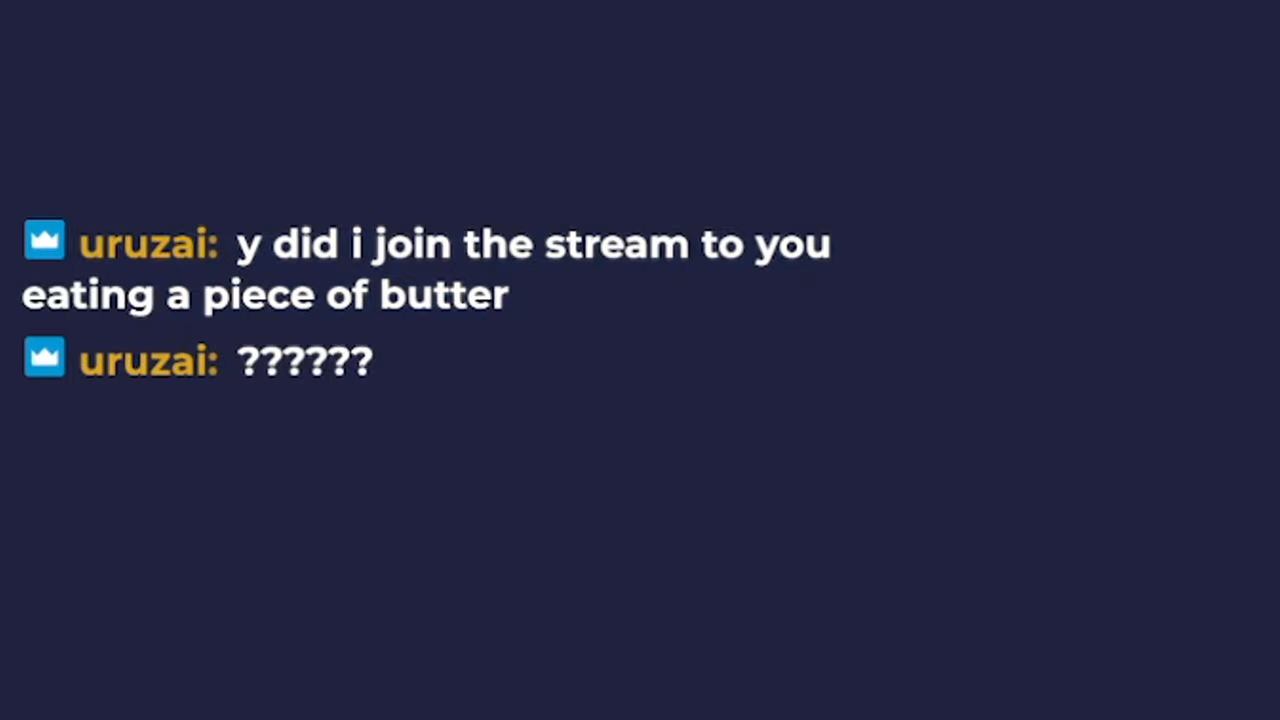 uruzai: y did i join the stream to you
eating a piece of butter
uruzai: ??????